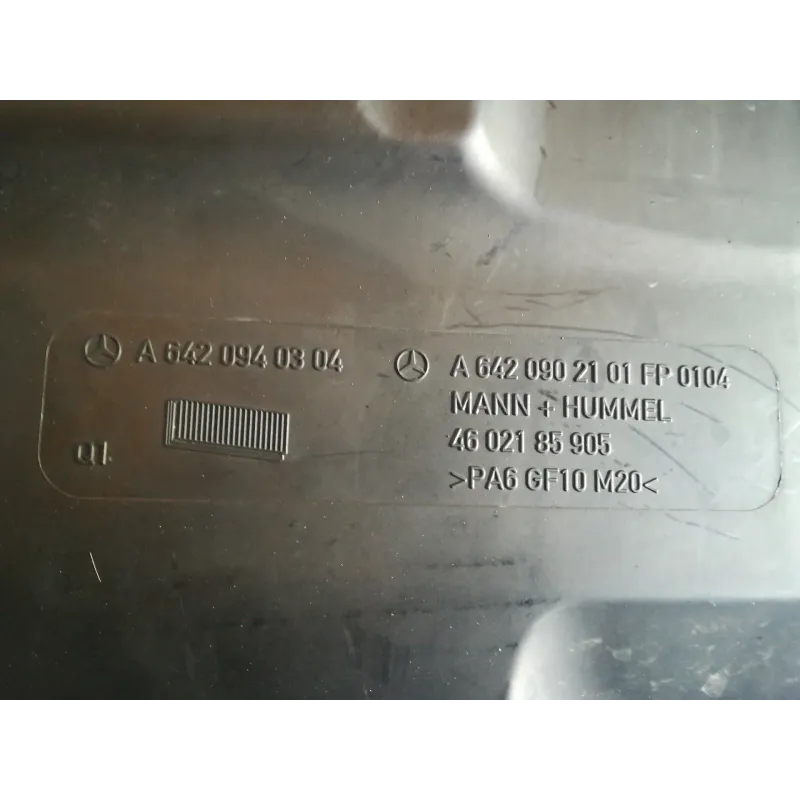 A 642 094 03 04
A 642 090 21 01 FP 0104
MANN + HUMMEL
46 021 85 905
>PA6 GF10 M20<
Q1